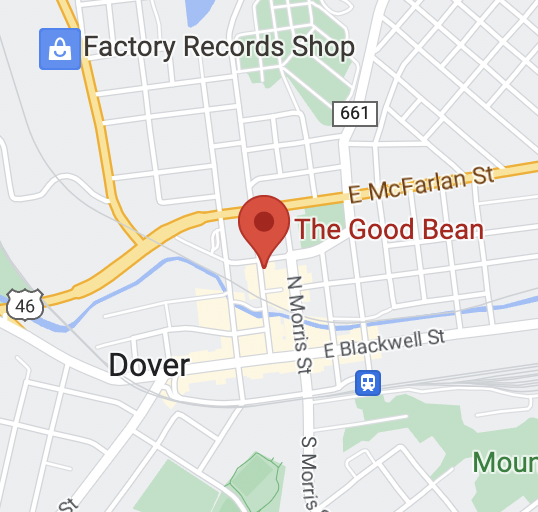 Factory Records Shop
661
E McFarlan St
The Good Bean
46
N Morris St
E Blackwell St
Dover
S Morris
Moun
St